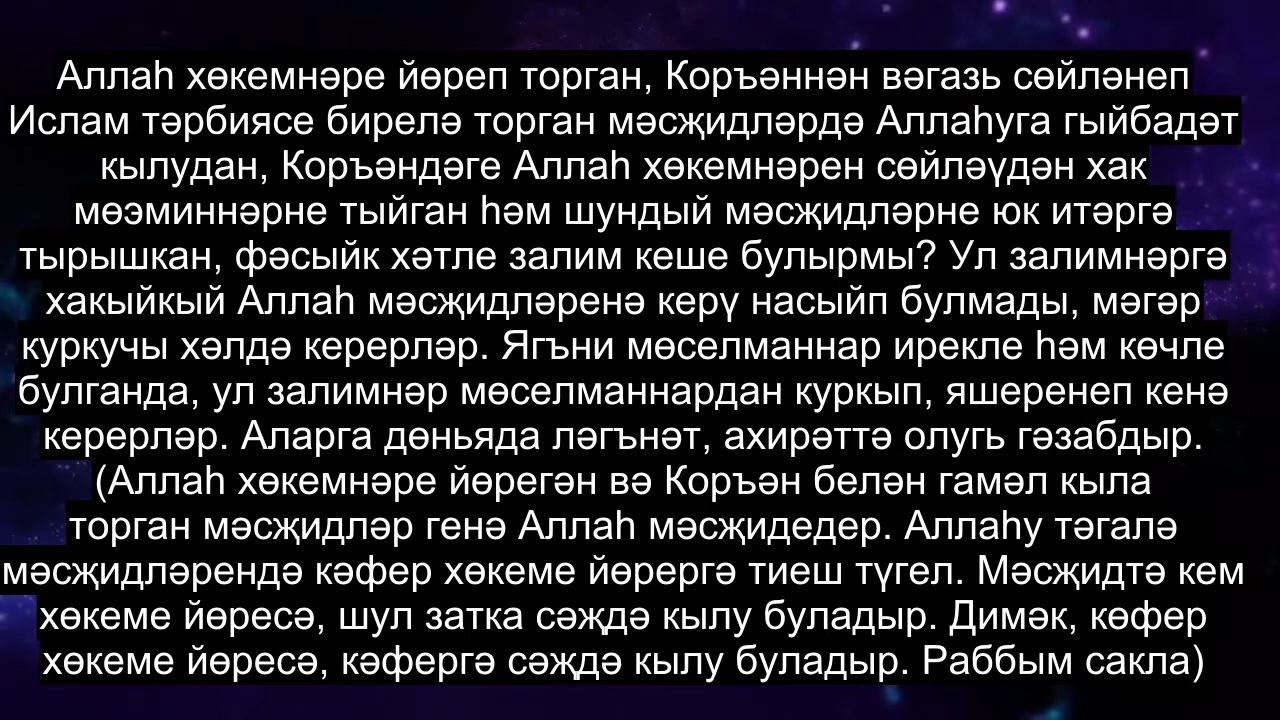 Аллаһ хөкемнәре йөреп торган, Коръәннән вәгазь сөйләнеп
Ислам тәрбиясе бирелә торган мәсҗидләрдә Аллаһуга гыйбадәт
кылудан, Коръәндәге Аллаһ хөкемнәрен сөйләүдән хак
мөэминнәрне тыйган һәм шундый мәсҗидләрне юк итәргә
тырышкан, фәсыйк хәтле залим кеше булырмы? Ул залимнәргә
хакыйкый Аллаһ мәсҗидләренә керү насыйп булмады, мәгәр
куркучы хәлдә керерләр. Ягъни мөселманнар ирекле һәм көчле
булганда, ул залимнәр мөселманнардан куркып, яшеренеп кенә
керерләр. Аларга дөньяда ләгънәт, ахирәттә олугь гәзабдыр.
(Аллаһ хөкемнәре йөрегән вә Коръән белән гамәл кыла
торган мәсҗидләр генә Аллаһ мәсҗидедер. Аллаһу тәгалә
мәсҗидләрендә кәфер хөкеме йөрергә тиеш түгел. Мәсҗидтә кем
хөкеме йөресә, шул затка сәҗдә кылу буладыр. Димәк, көфер
хөкеме йөресә, кәфергә сәҗдә кылу буладыр. Раббым сакла)